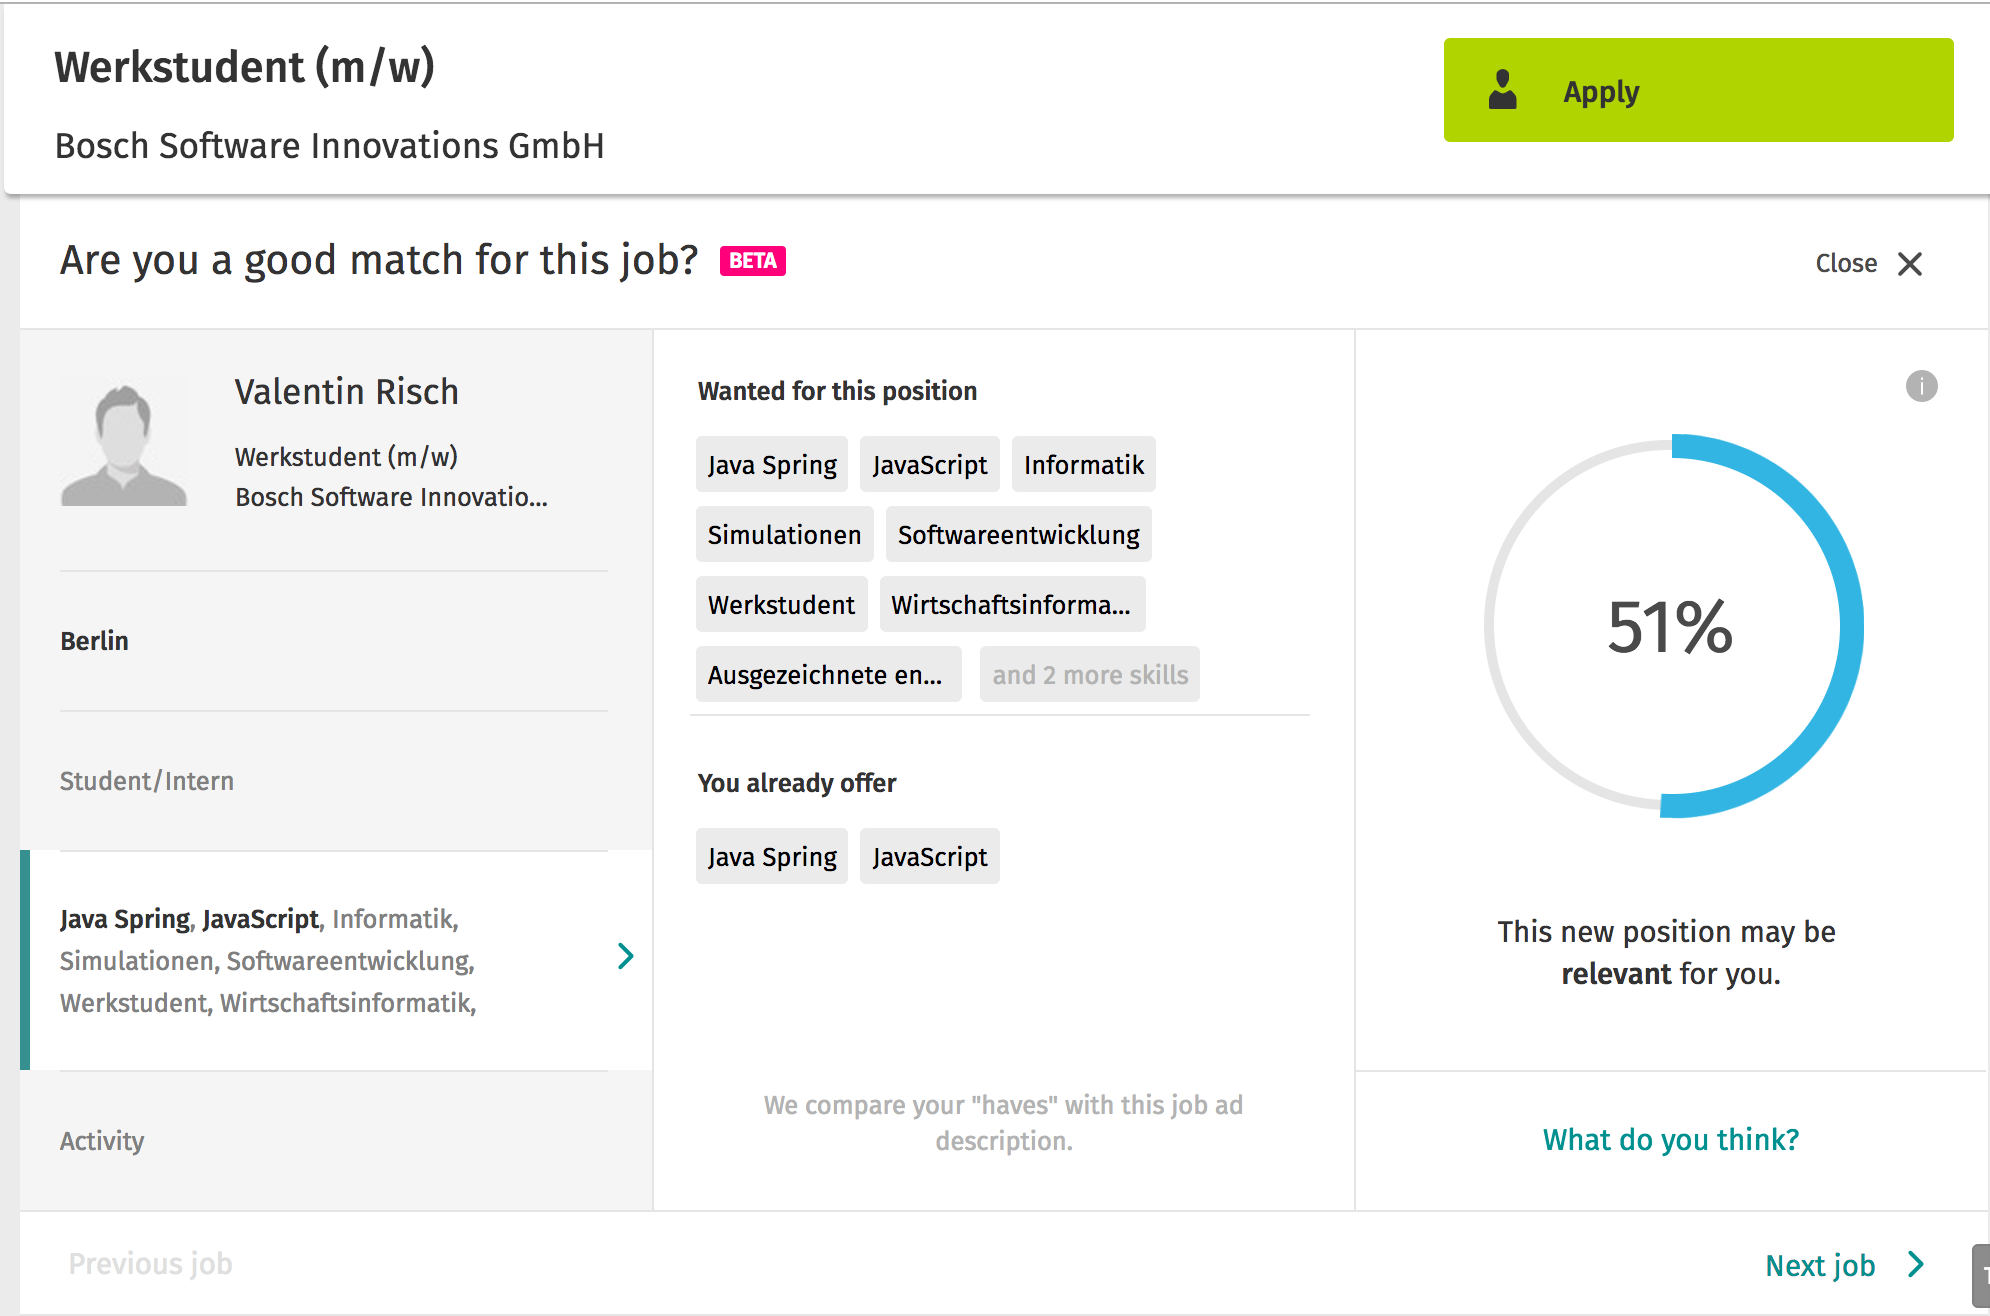 Werkstudent (m/w)
Bosch Software Innovations GmbH
Apply
Are you a good match for this job? BETA
Close
Valentin Risch
Werkstudent (m/w)
Bosch Software Innovatio...
Berlin
Student/Intern
Java Spring, JavaScript, Informatik,
Simulationen, Softwareentwicklung,
Werkstudent, Wirtschaftsinformatik,
Activity
Wanted for this position
Java Spring JavaScript Informatik
Simulationen Softwareentwicklung
Werkstudent Wirtschaftsinforma...
Ausgezeichnete en... and 2 more skills
You already offer
Java Spring JavaScript
We compare your "haves" with this job ad
description.
i
51%
This new position may be
relevant for you.
What do you think?
Previous job
Next job